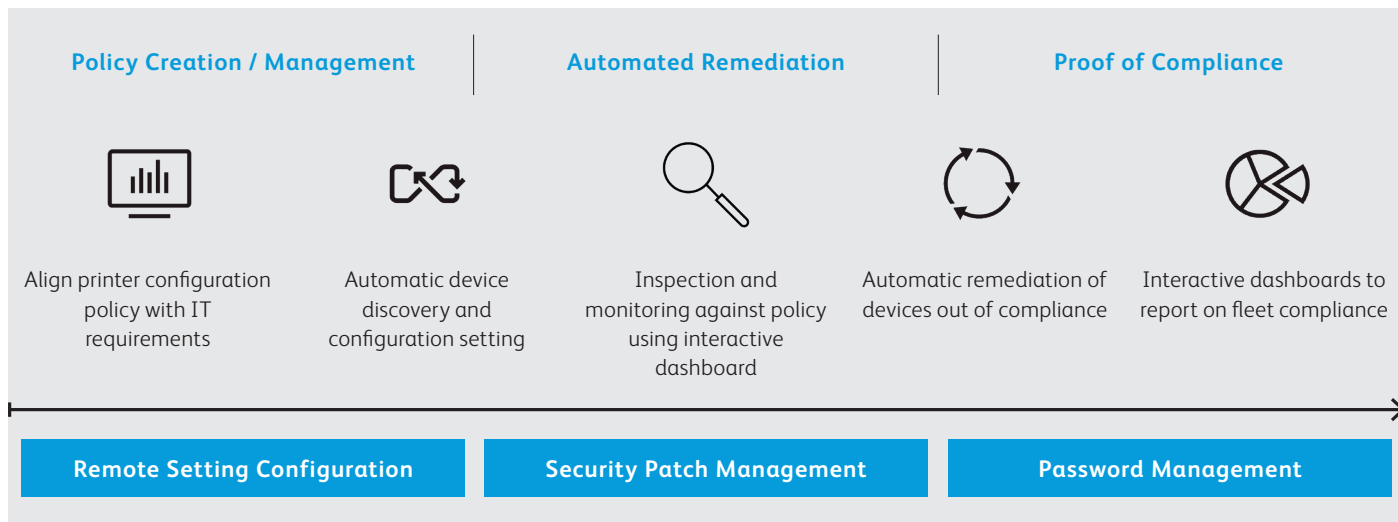 Policy Creation / Management
Automated Remediation
Proof of Compliance
Align printer configuration
policy with IT
requirements
Automatic device
discovery and
configuration setting
Inspection and
monitoring against policy
using interactive
dashboard
Automatic remediation of
devices out of compliance
Interactive dashboards to
report on fleet compliance
Remote Setting Configuration
Security Patch Management
Password Management